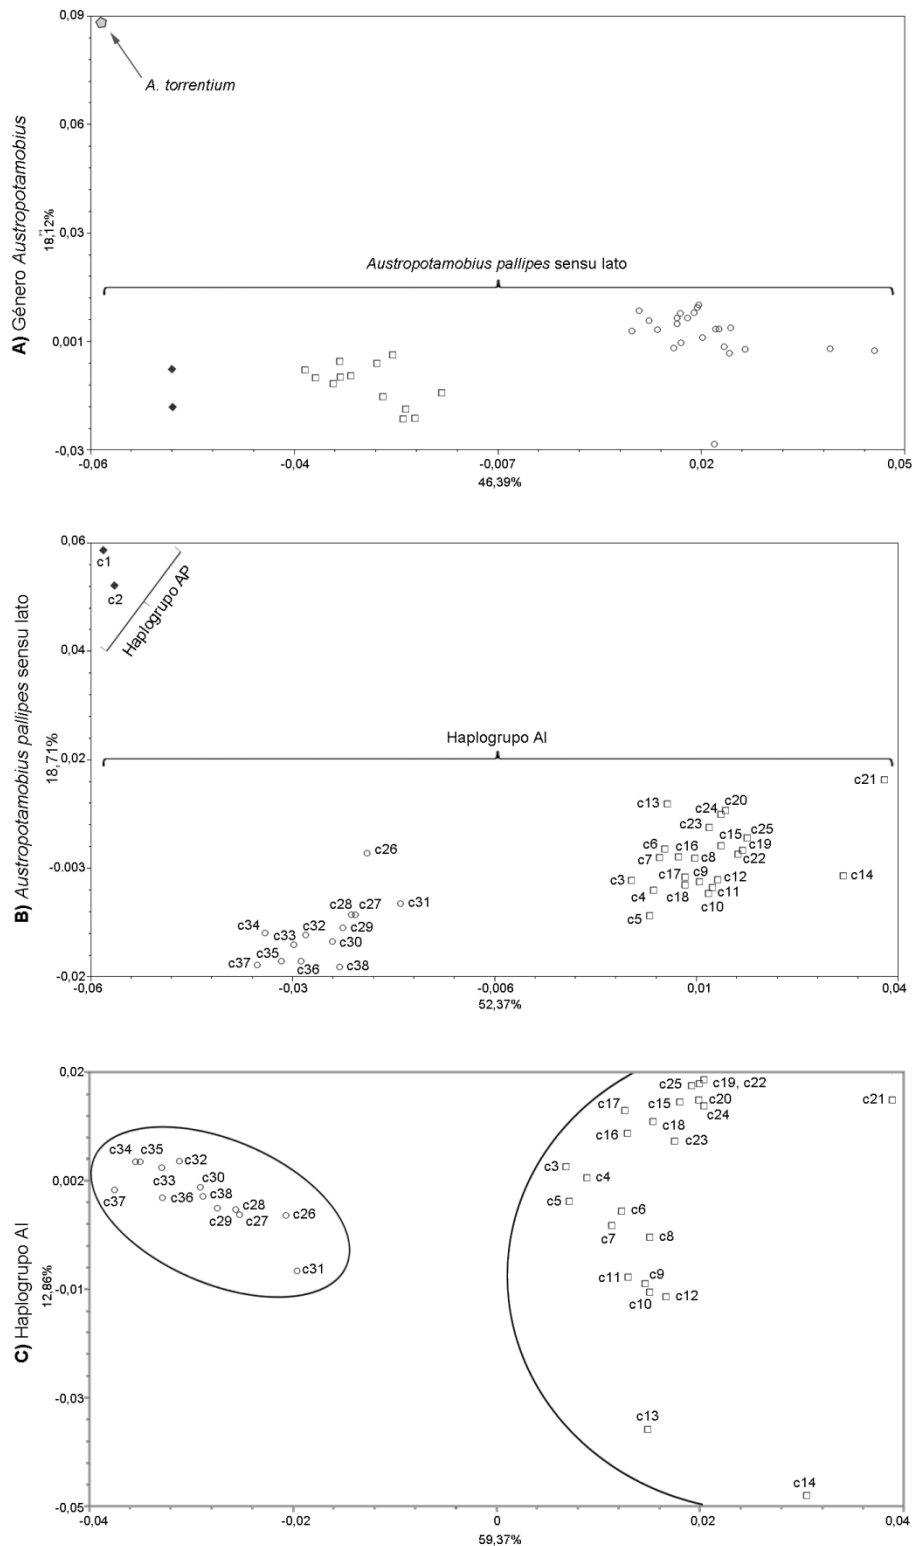 A) Género Austropotamobius
18,12%
0,09
0,06
0,03
0,001
-0,03
A. torrentium
Austropotamobius pallipes sensu lato
-0,06
-0,04
-0,007
0,02
0,05
46,39%
B) Austropotamobius pallipes sensu lato
18,71%
0,06
0,04
0,02
-0,003
-0,02
c1
c2
Haplogrupo AP
Haplogrupo AI
c21
c13
c24
c20
c23
c15
c25
c6
c16
c19
c7
c8
c22
c26
c3
c17
c9
c12
c14
c4
c18
c11
c10
c5
c28
c27
c31
c34
c32
c29
c33
c30
c35
c37
c36
c38
-0,06
-0,03
-0,006
0,01
0,04
52,37%
C) Haplogrupo AI
12,86%
0,02
0,002
-0,01
-0,03
-0,05
c25
c19, c22
c17
c15
c20
c21
c24
c16
c18
c23
c34
c35
c32
c3
c4
c33
c30
c37
c36
c38
c5
c28
c6
c29
c27
c26
c7
c8
c31
c11
c9
c10
c12
c13
c14
-0,04
-0,02
0
0,02
0,04
59,37%